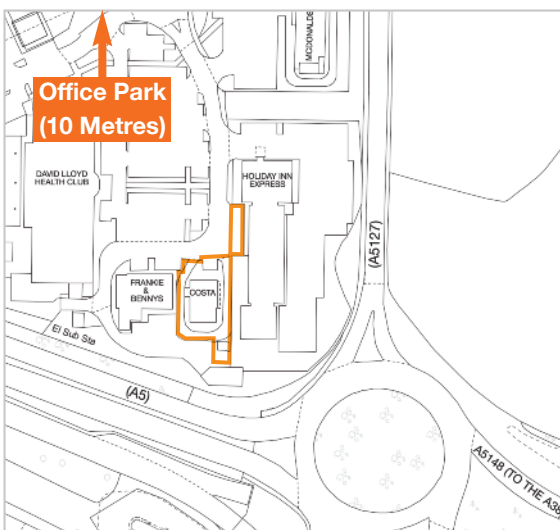 Office Park
(10 Metres)
MCDONALDS
DAVID LLOYD
HEALTH CLUB
HOLIDAY INN
EXPRESS
(A5127)
FRANKIE
&
BENNYS
COSTA
El Sub Sta
(A5)
A5148 (TO THE A38